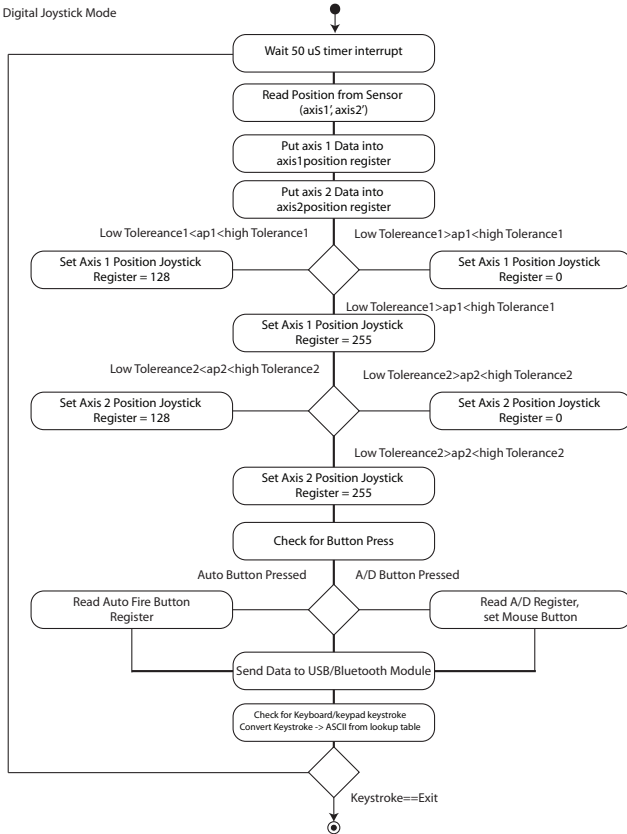 Digital Joystick Mode
Wait 50 uS timer interrupt
Read Position from Sensor
(axis1', axis2')
Put axis 1 Data into
axis1position register
Put axis 2 Data into
axis2position register
Low Tolereance1<ap1<high Tolerance1
Low Tolereance1>ap1<high Tolerance1
Set Axis 1 Position Joystick
Register = 128
Set Axis 1 Position Joystick
Register = 0
Low Tolereance1>ap1<high Tolerance1
Set Axis 1 Position Joystick
Register = 255
Low Tolereance2<ap2<high Tolerance2
Low Tolereance2>ap2<high Tolerance2
Set Axis 2 Position Joystick
Register = 128
Set Axis 2 Position Joystick
Register = 0
Low Tolereance2>ap2<high Tolerance2
Set Axis 2 Position Joystick
Register = 255
Check for Button Press
Auto Button Pressed
A/D Button Pressed
Read Auto Fire Button
Register
Read A/D Register,
set Mouse Button
Send Data to USB/Bluetooth Module
Check for Keyboard/keypad keystroke
Convert Keystroke -> ASCII from lookup table
Keystroke==Exit